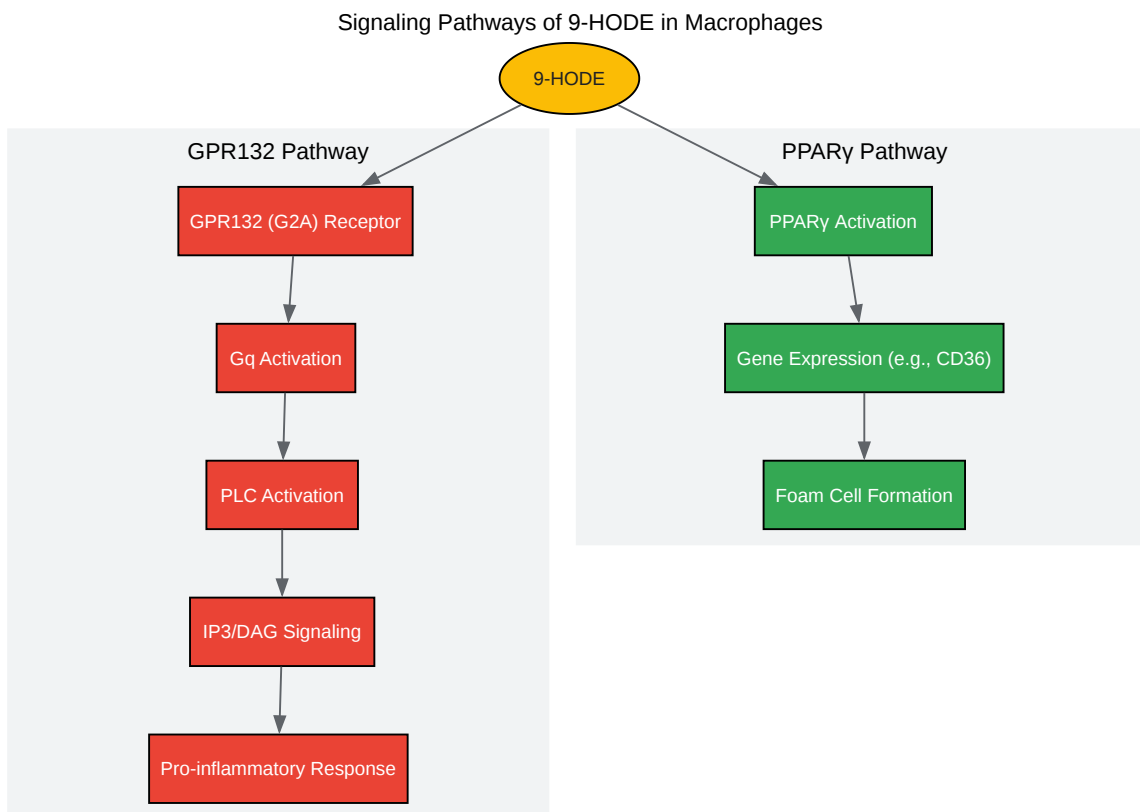 Signaling Pathways of 9-HODE in Macrophages
9-HODE
GPR132 Pathway
GPR132 (G2A) Receptor
Gq Activation
PLC Activation
IP3/DAG Signaling
Pro-inflammatory Response
PPARγ Pathway
PPARγ Activation
Gene Expression (e.g., CD36)
Foam Cell Formation